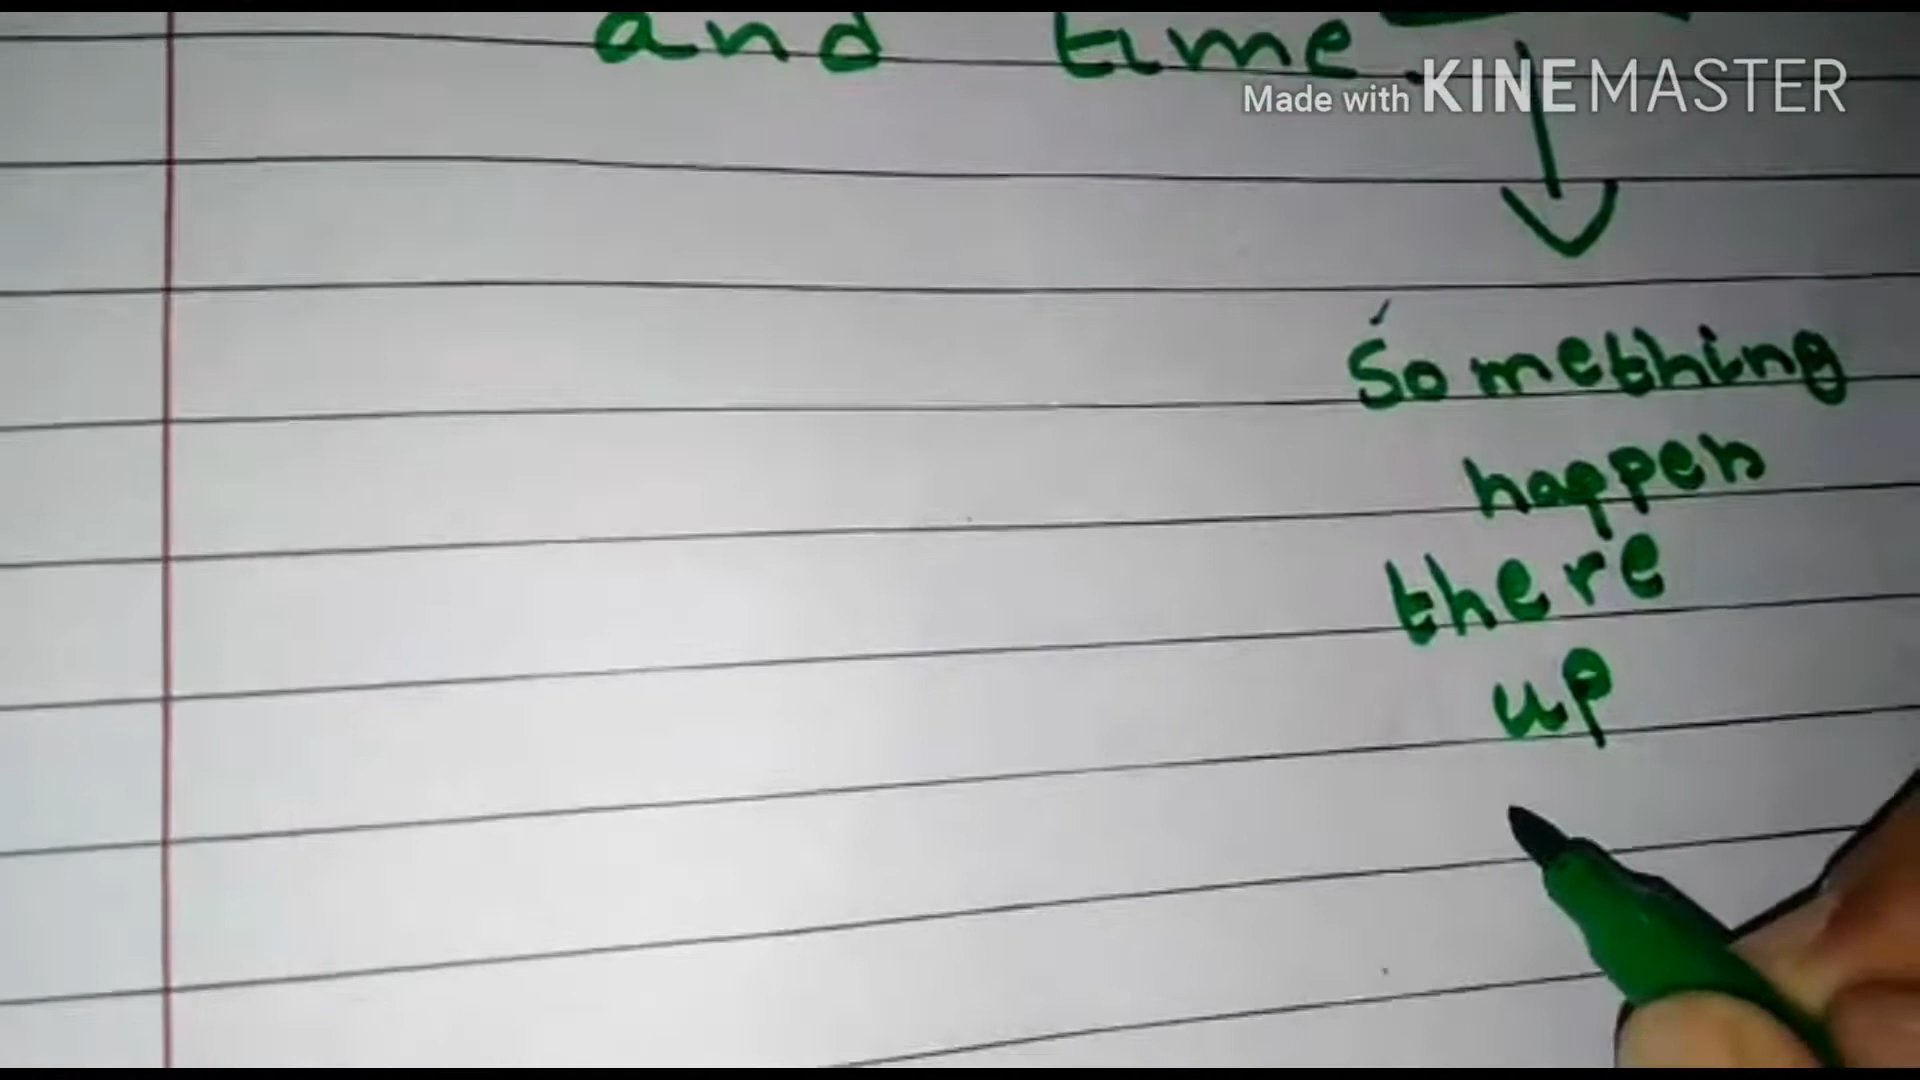 and time
Made with KINEMASTER
Something
happen
there
up